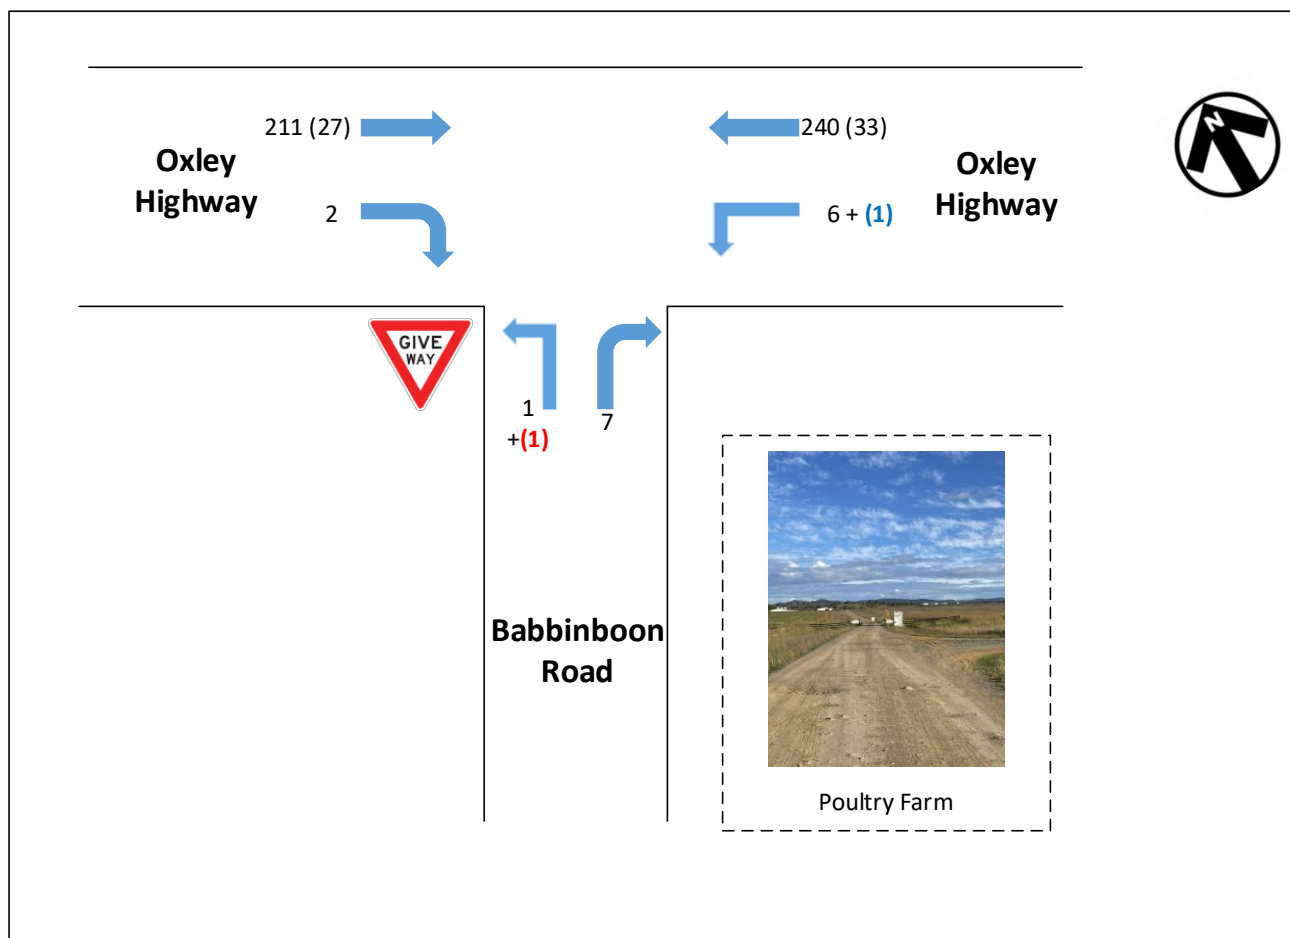 211 (27)
240 (33)
N
Oxley
Highway
Oxley
Highway
2
6 + (1)
GIVE
WAY
1
+(1)
7
Babbinboon
Road
Poultry Farm